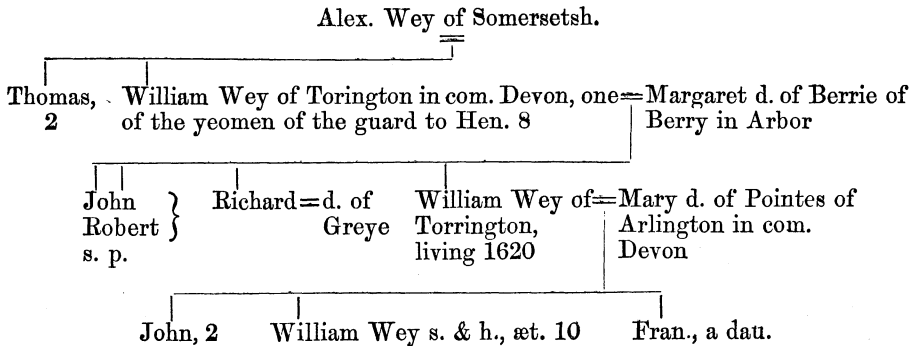 Alex. Wey of Somersetsh.
Thomas, William Wey of Torington in com. Devon, one=Margaret d. of Berrie of
2 of the yeomen of the guard to Hen. 8 Berry in Arbor
John } Richard=d. of William Wey of=Mary d. of Pointes of
Robert Greye Torrington, Arlington in com.
s. p. living 1620 Devon
John, 2 William Wey s. & h., æt. 10 Fran., a dau.